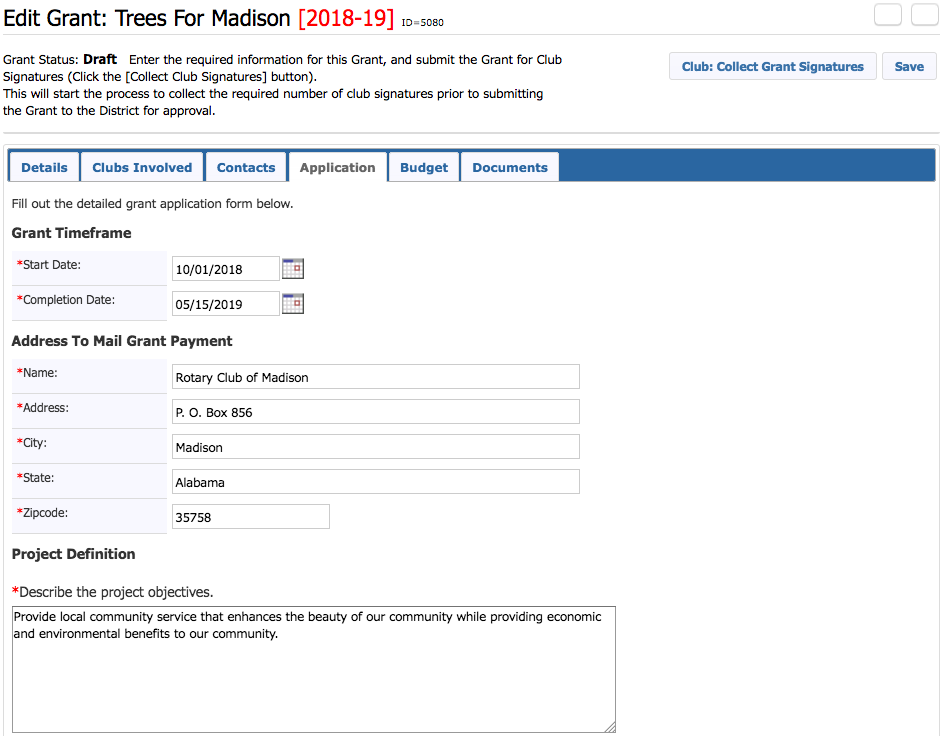 Edit Grant: Trees For Madison [2018-19] ID=5080
Grant Status: Draft Enter the required information for this Grant, and submit the Grant for Club
Signatures (Click the [Collect Club Signatures] button).
This will start the process to collect the required number of club signatures prior to submitting
the Grant to the District for approval.
Club: Collect Grant Signatures Save
Details Clubs Involved Contacts Application Budget Documents
Fill out the detailed grant application form below.
Grant Timeframe
*Start Date: 10/01/2018
*Completion Date: 05/15/2019
Address To Mail Grant Payment
*Name: Rotary Club of Madison
*Address: P. O. Box 856
*City: Madison
*State: Alabama
*Zipcode: 35758
Project Definition
*Describe the project objectives.
Provide local community service that enhances the beauty of our community while providing economic
and environmental benefits to our community.